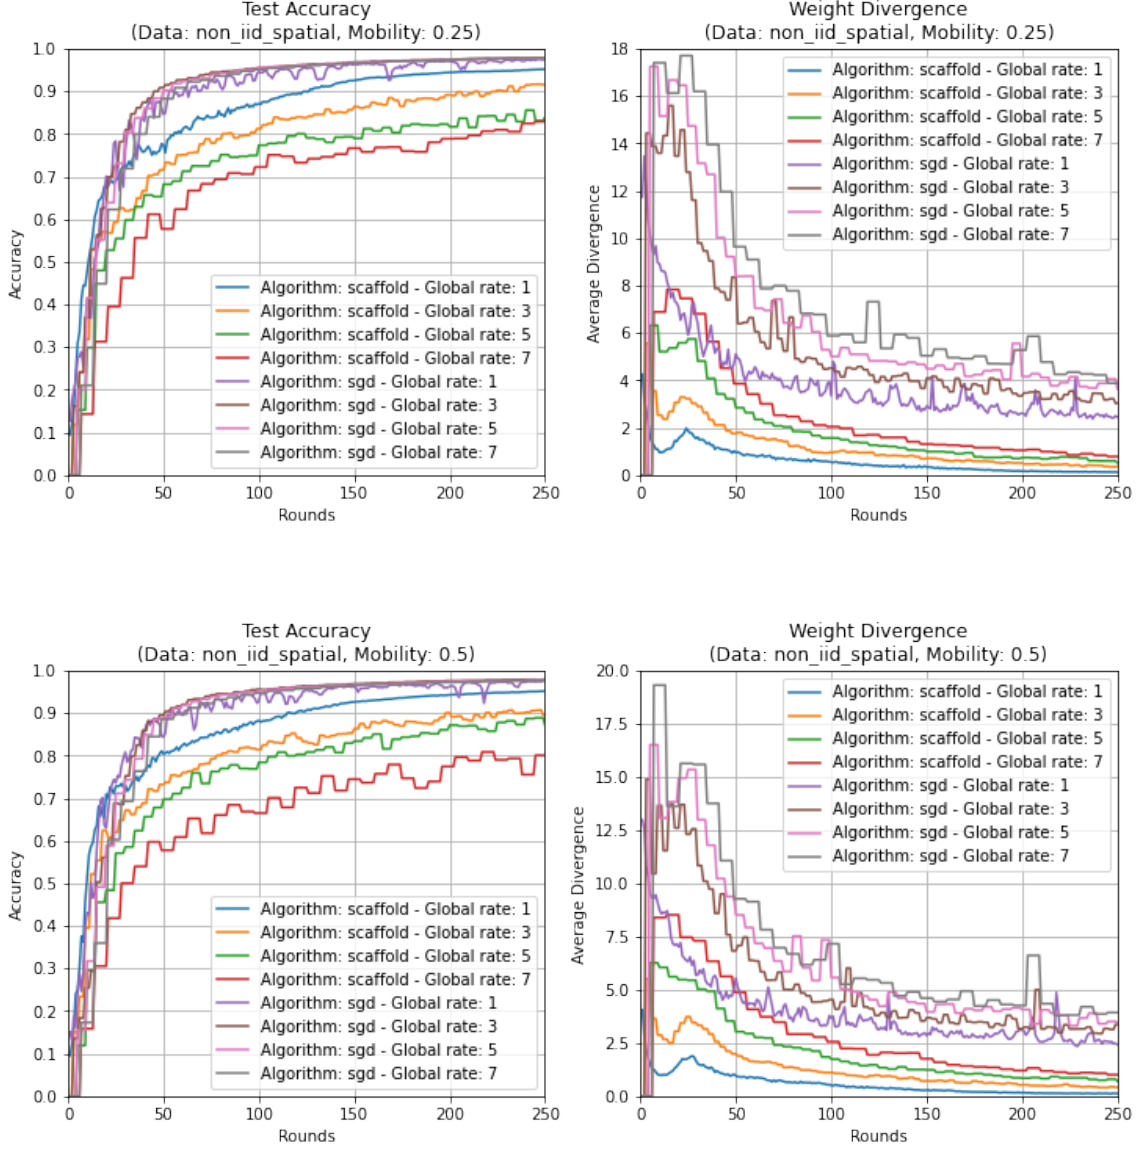 Test Accuracy
(Data: non_iid_spatial, Mobility: 0.25)
1.0
0.9
0.8
0.7
0.6
0.5
0.4
0.3
0.2
0.1
0.0
Accuracy
Algorithm: scaffold - Global rate: 1
Algorithm: scaffold - Global rate: 3
Algorithm: scaffold - Global rate: 5
Algorithm: scaffold - Global rate: 7
Algorithm: sgd - Global rate: 1
Algorithm: sgd - Global rate: 3
Algorithm: sgd - Global rate: 5
Algorithm: sgd - Global rate: 7
0 50 100 150 200 250
Rounds
Weight Divergence
(Data: non_iid_spatial, Mobility: 0.25)
18
16
14
12
10
8
6
4
2
0
Average Divergence
Algorithm: scaffold - Global rate: 1
Algorithm: scaffold - Global rate: 3
Algorithm: scaffold - Global rate: 5
Algorithm: scaffold - Global rate: 7
Algorithm: sgd - Global rate: 1
Algorithm: sgd - Global rate: 3
Algorithm: sgd - Global rate: 5
Algorithm: sgd - Global rate: 7
0 50 100 150 200 250
Rounds
Test Accuracy
(Data: non_iid_spatial, Mobility: 0.5)
1.0
0.9
0.8
0.7
0.6
0.5
0.4
0.3
0.2
0.1
0.0
Accuracy
Algorithm: scaffold - Global rate: 1
Algorithm: scaffold - Global rate: 3
Algorithm: scaffold - Global rate: 5
Algorithm: scaffold - Global rate: 7
Algorithm: sgd - Global rate: 1
Algorithm: sgd - Global rate: 3
Algorithm: sgd - Global rate: 5
Algorithm: sgd - Global rate: 7
0 50 100 150 200 250
Rounds
Weight Divergence
(Data: non_iid_spatial, Mobility: 0.5)
20.0
17.5
15.0
12.5
10.0
7.5
5.0
2.5
0.0
Average Divergence
Algorithm: scaffold - Global rate: 1
Algorithm: scaffold - Global rate: 3
Algorithm: scaffold - Global rate: 5
Algorithm: scaffold - Global rate: 7
Algorithm: sgd - Global rate: 1
Algorithm: sgd - Global rate: 3
Algorithm: sgd - Global rate: 5
Algorithm: sgd - Global rate: 7
0 50 100 150 200 250
Rounds